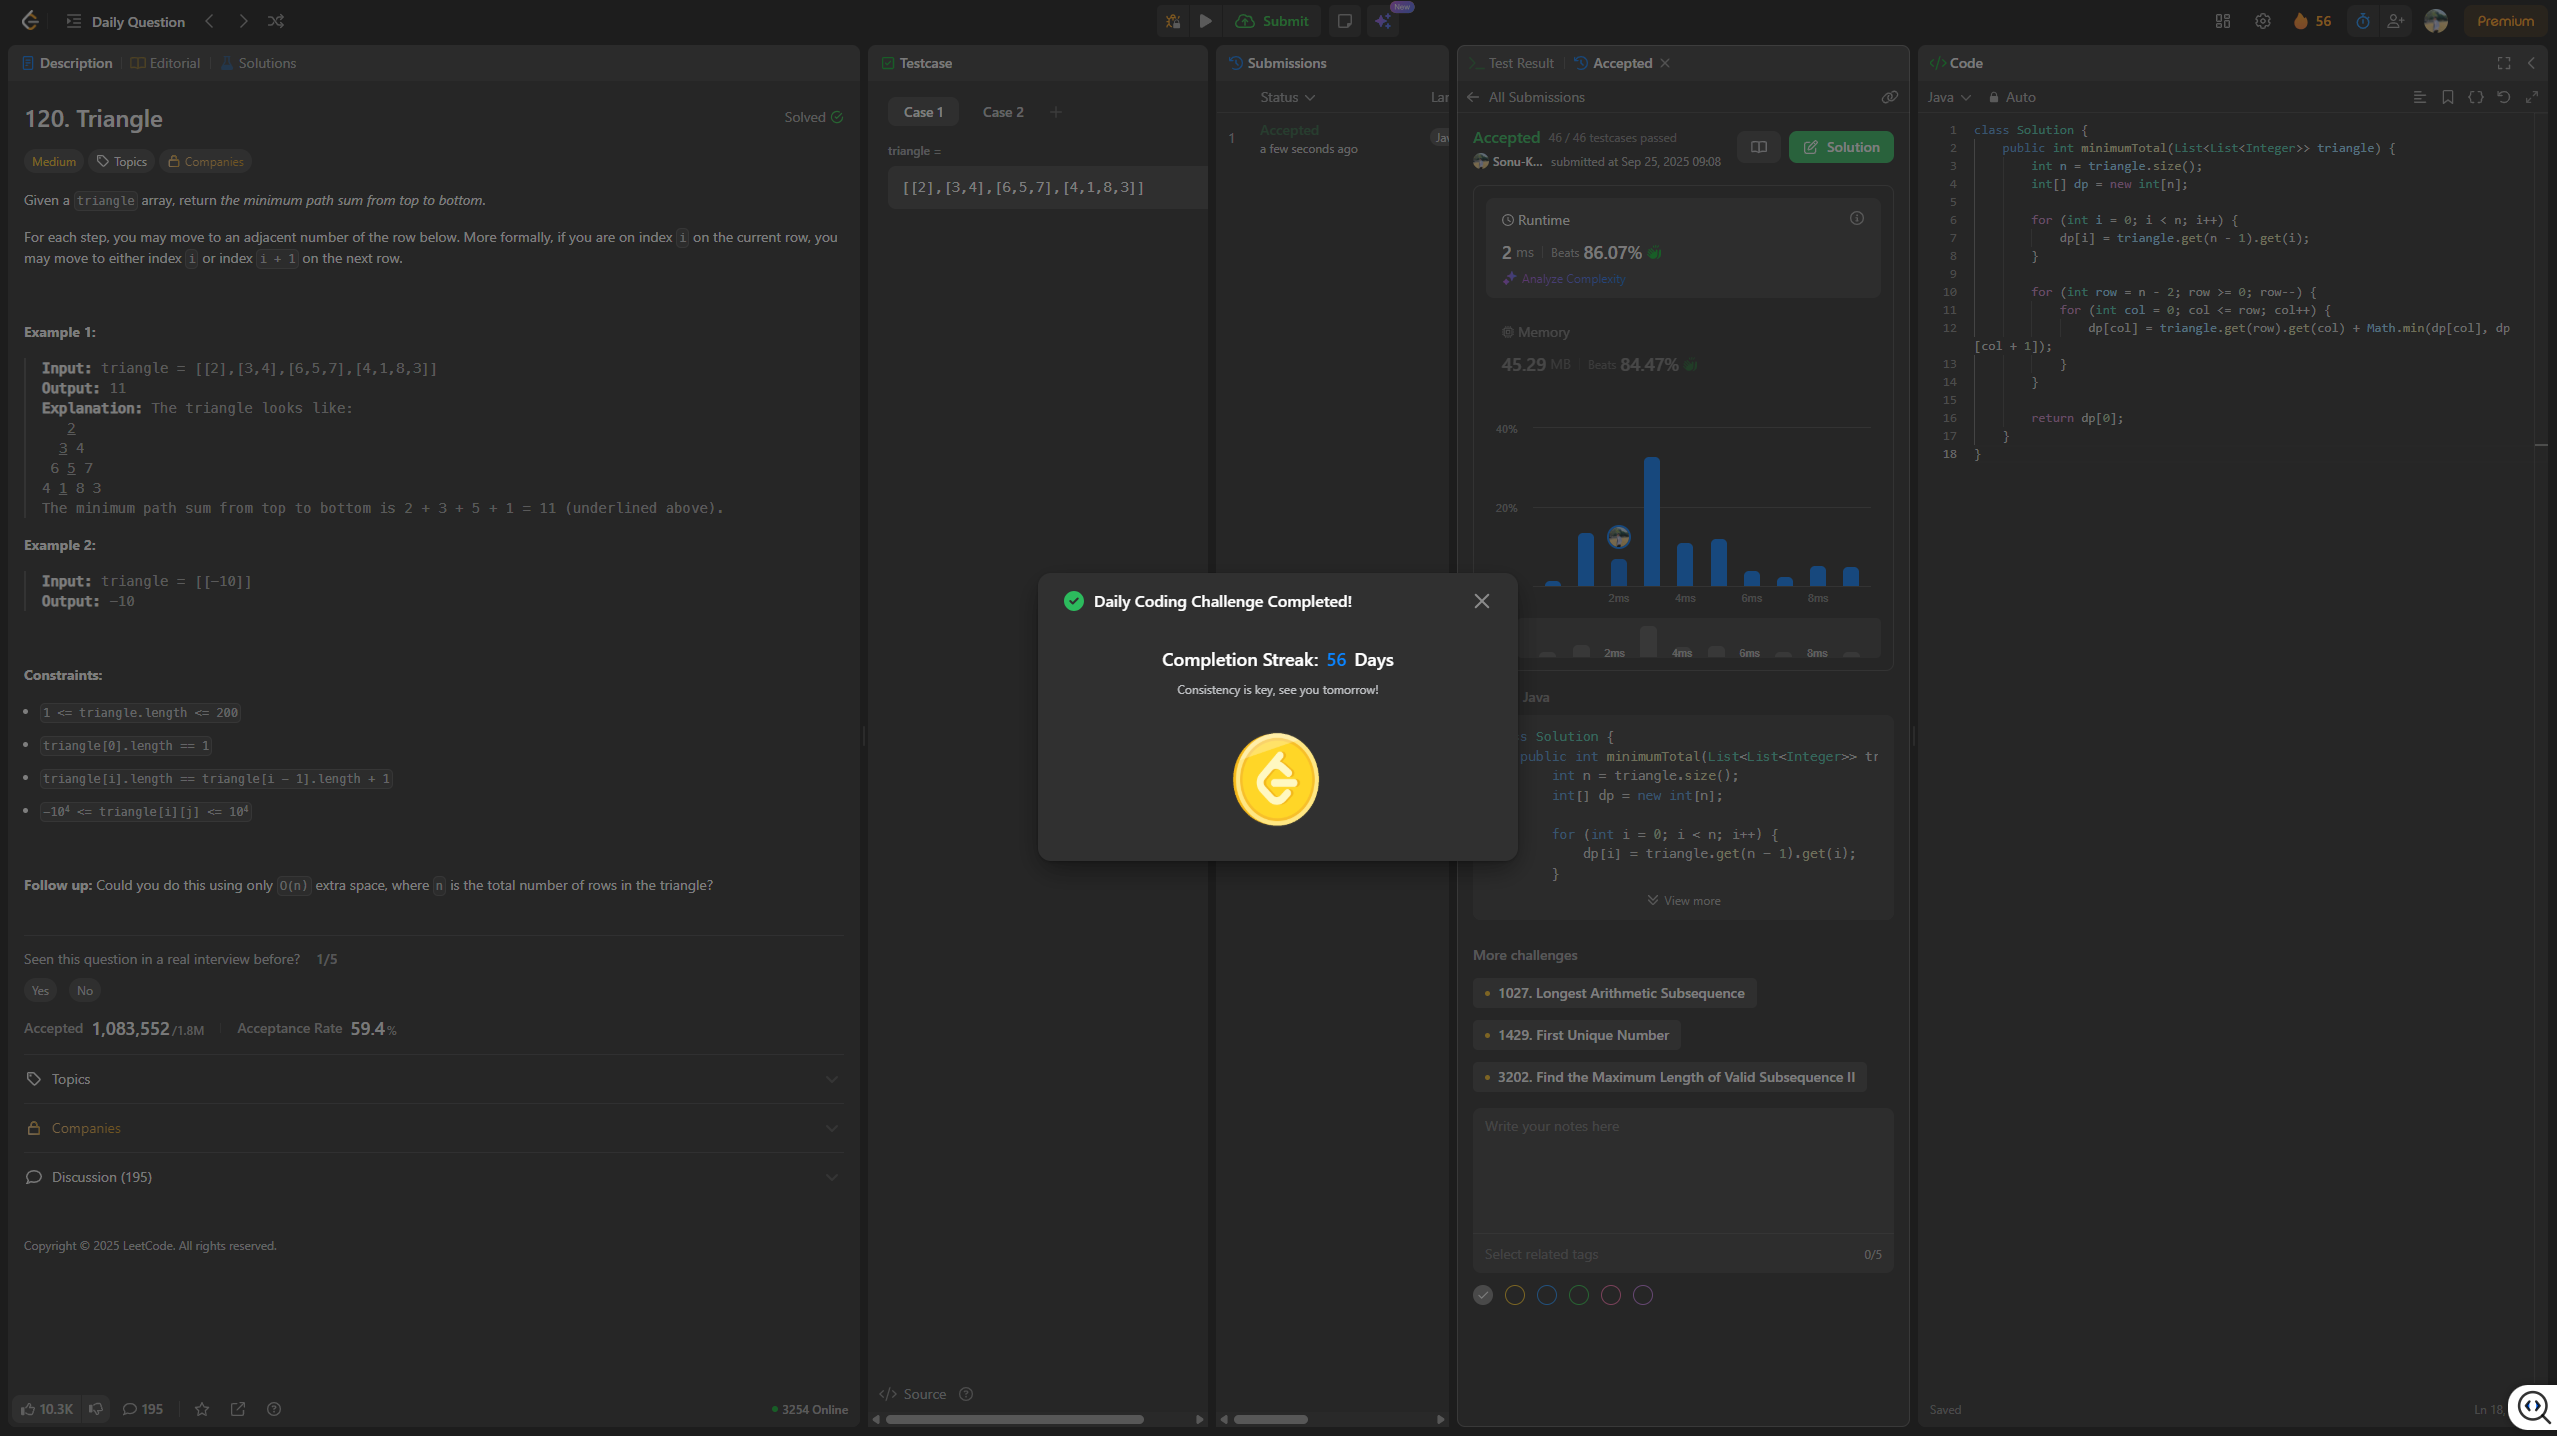 Daily Question
Submit
New
56
Premium
Description
Editorial
Solutions
120. Triangle
Solved
Medium
Topics
Companies
Given a triangle array, return the minimum path sum from top to bottom.
For each step, you may move to an adjacent number of the row below. More formally, if you are on index i on the current row, you
may move to either index i or index i + 1 on the next row.
Example 1:
Input: triangle = [[2],[3,4],[6,5,7],[4,1,8,3]]
Output: 11
Explanation: The triangle looks like:
2
3 4
6 5 7
4 1 8 3
The minimum path sum from top to bottom is 2 + 3 + 5 + 1 = 11 (underlined above).
Example 2:
Input: triangle = [[-10]]
Output: -10
Constraints:
1 <= triangle.length <= 200
triangle[0].length == 1
triangle[i].length == triangle[i - 1].length + 1
-10⁴ <= triangle[i][j] <= 10⁴
Follow up: Could you do this using only O(n) extra space, where n is the total number of rows in the triangle?
Seen this question in a real interview before? 1/5
Yes No
Accepted 1,083,552/1.8M Acceptance Rate 59.4%
Topics
Companies
Discussion (195)
Copyright © 2025 LeetCode. All rights reserved.
10.3K 195 3254 Online
Testcase
Case 1 Case 2
triangle =
[[2],[3,4],[6,5,7],[4,1,8,3]]
Source
Submissions
Status Lar
1 Accepted Jav
a few seconds ago
Test Result
Accepted
All Submissions
Accepted 46 / 46 testcases passed
Sonu-K... submitted at Sep 25, 2025 09:08
Solution
Runtime
2 ms Beats 86.07%
Analyze Complexity
Memory
45.29 MB Beats 84.47%
40%
20%
2ms 4ms 6ms 8ms
2ms 4ms 6ms 8ms
Java
s Solution {
public int minimumTotal(List<List<Integer>> tr
int n = triangle.size();
int[] dp = new int[n];
for (int i = 0; i < n; i++) {
dp[i] = triangle.get(n - 1).get(i);
}
View more
More challenges
1027. Longest Arithmetic Subsequence
1429. First Unique Number
3202. Find the Maximum Length of Valid Subsequence II
Write your notes here
Select related tags 0/5
Daily Coding Challenge Completed!
Completion Streak: 56 Days
Consistency is key, see you tomorrow!
Code
Java Auto
1 class Solution {
2 public int minimumTotal(List<List<Integer>> triangle) {
3 int n = triangle.size();
4 int[] dp = new int[n];
5
6 for (int i = 0; i < n; i++) {
7 dp[i] = triangle.get(n - 1).get(i);
8 }
9
10 for (int row = n - 2; row >= 0; row--) {
11 for (int col = 0; col <= row; col++) {
12 dp[col] = triangle.get(row).get(col) + Math.min(dp[col], dp
[col + 1]);
13 }
14 }
15
16 return dp[0];
17 }
18 }
Saved Ln 18,